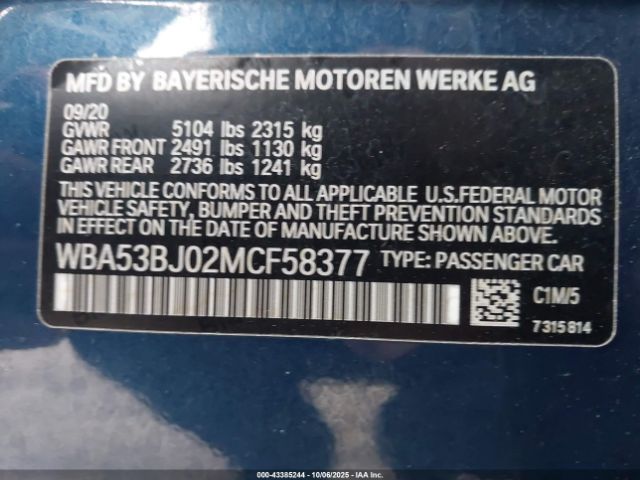 MFD BY BAYERISCHE MOTOREN WERKE AG
09/20
GVWR 5104 lbs 2315 kg
GAWR FRONT 2491 lbs 1130 kg
GAWR REAR 2736 lbs 1241 kg
THIS VEHICLE CONFORMS TO ALL APPLICABLE U.S.FEDERAL MOTOR
VEHICLE SAFETY, BUMPER AND THEFT PREVENTION STANDARDS
IN EFFECT ON THE DATE OF MANUFACTURE SHOWN ABOVE.
WBA53BJ02MCF58377 TYPE: PASSENGER CAR
C1M/5
7315814
000-43385244 - 10/06/2025 - IAA Inc.